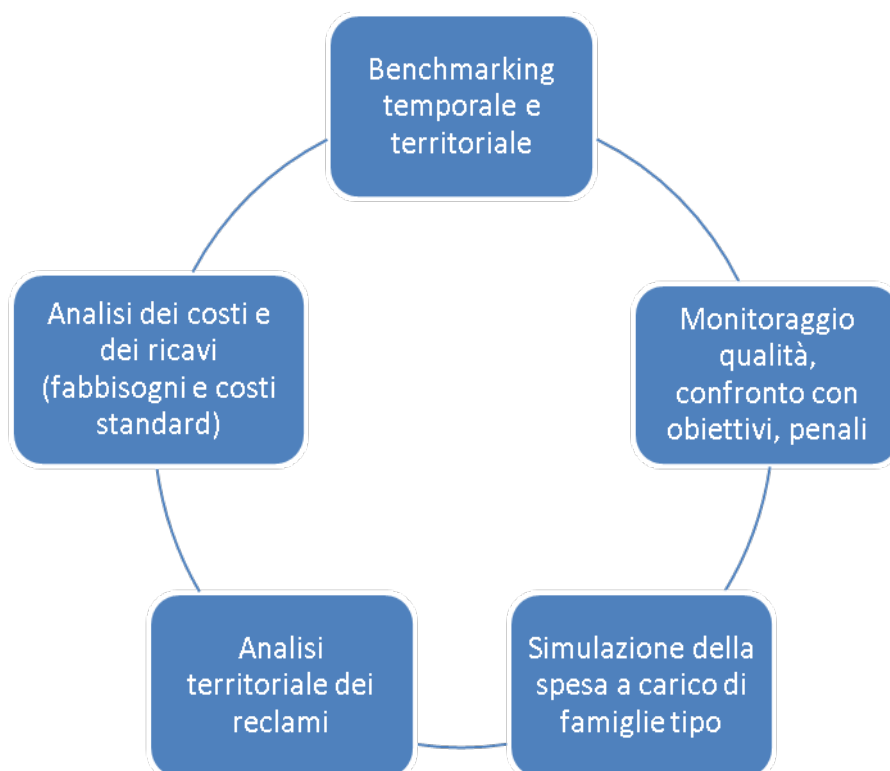 Benchmarking
temporale e
territoriale
Monitoraggio
qualità,
confronto con
obiettivi, penali
Simulazione della
spesa a carico di
famiglie tipo
Analisi
territoriale dei
reclami
Analisi dei costi e
dei ricavi
(fabbisogni e costi
standard)